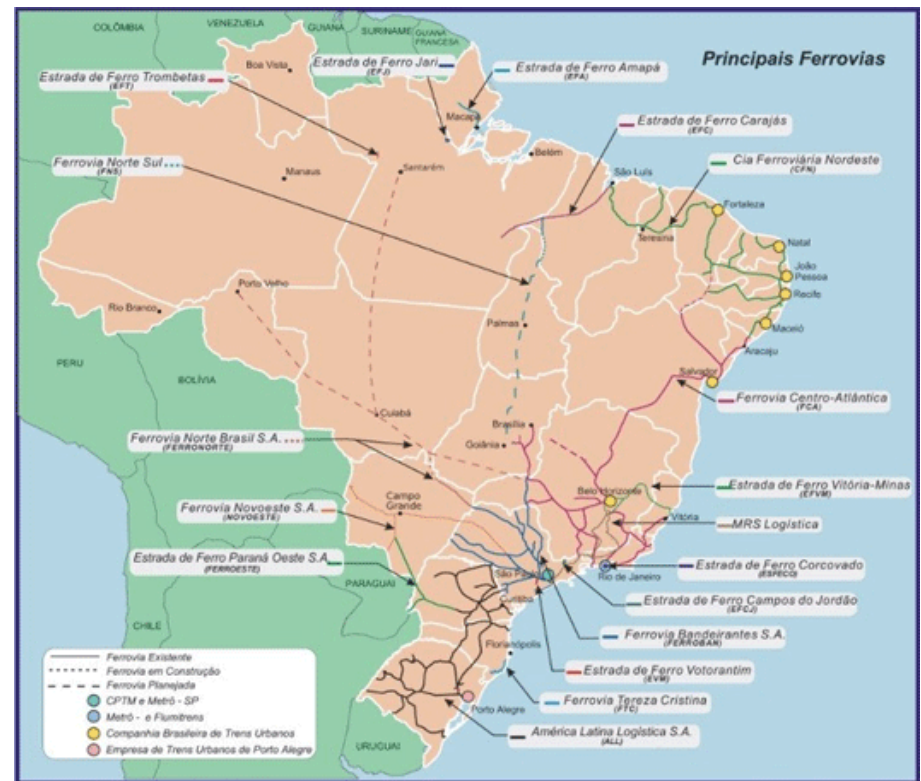 COLÔMBIA
VENEZUELA
GUIANA
SURINAME
GUIANA
FRANCESA
Principais Ferrovias
Boa Vista
Estrada de Ferro Jari
(EFJ)
Estrada de Ferro Amapá
(EFA)
Estrada de Ferro Trombetas
(EFT)
Macapá
Estrada de Ferro Carajás
(EFC)
Belém
Ferrovia Norte Sul
(FNS)
Manaus
Santarém
São Luís
Cia Ferroviária Nordeste
(CFN)
Fortaleza
Teresina
Natal
João
Pessoa
Recife
Porto Velho
Rio Branco
Palmas
Maceió
Aracaju
PERU
BOLÍVIA
Salvador
Ferrovia Centro-Atlântica
(FCA)
Cuiabá
Brasília
Goiânia
Ferrovia Norte Brasil S.A.
(FERRONORTE)
Belo Horizonte
Estrada de Ferro Vitória-Minas
(EFVM)
Campo
Grande
Ferrovia Novoeste S.A.
(NOVOESTE)
Vitória
MRS Logística
Estrada de Ferro Paraná Oeste S.A.
(FERROESTE)
São Paulo
Rio de Janeiro
Estrada de Ferro Corcovado
(ESFECO)
PARAGUAI
Curitiba
Estrada de Ferro Campos do Jordão
(EFCJ)
CHILE
Ferrovia Bandeirantes S.A.
(FERROBAN)
Florianópolis
Estrada de Ferro Votorantim
(EVM)
Ferrovia Tereza Cristina
(FTC)
Porto Alegre
América Latina Logística S.A.
(ALL)
URUGUAI
Ferrovia Existente
Ferrovia em Construção
Ferrovia Planejada
CPTM e Metrô - SP
Metrô - e Flumitrens
Companhia Brasileira de Trens Urbanos
Empresa de Trens Urbanos de Porto Alegre